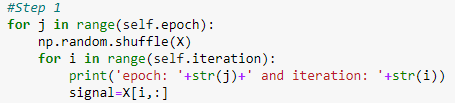 #Step 1
for j in range(self.epoch):
    np.random.shuffle(X)
    for i in range(self.iteration):
        print('epoch: '+str(j)+' and iteration: '+str(i))
        signal=X[i,:]